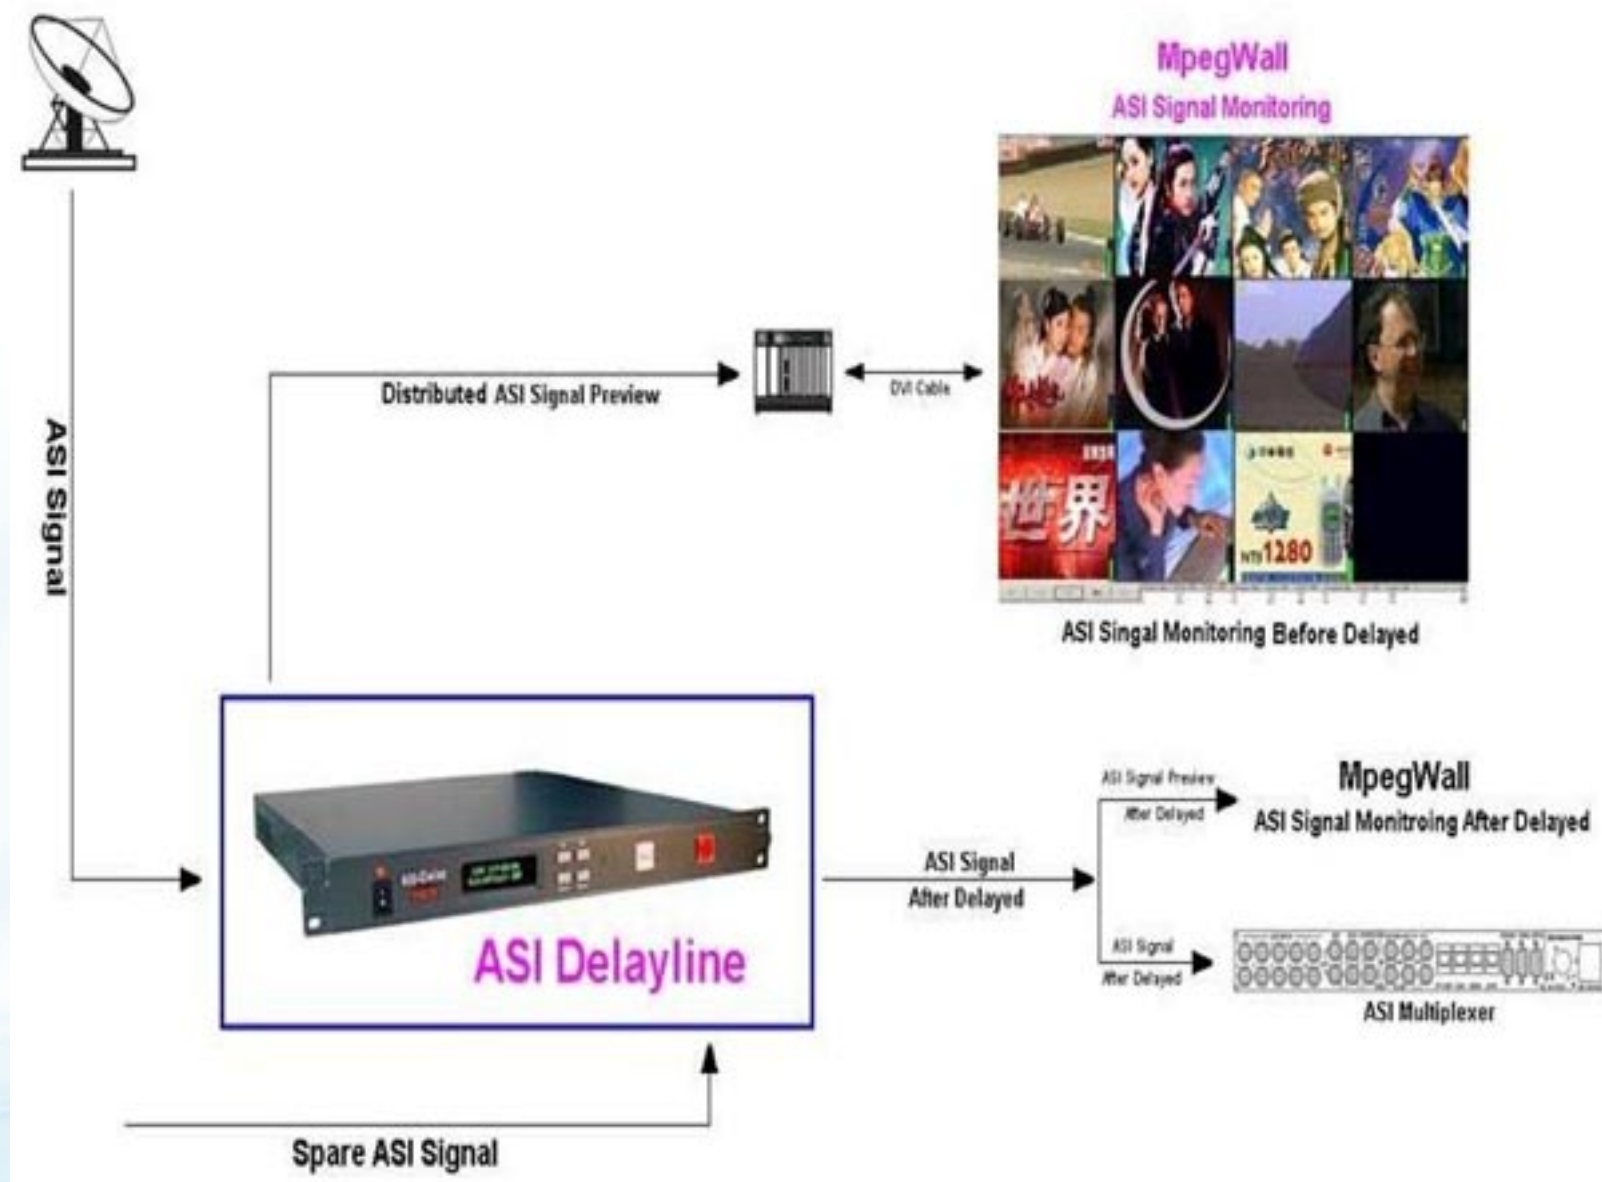 MpegWall
ASI Signal Monitoring
Distributed ASI Signal Preview
DVI Cable
ASI Signal
世界
NT$1280
ASI Singal Monitoring Before Delayed
ASI Signal Preview
After Delayed
MpegWall
ASI Signal Monitroing After Delayed
ASI Signal
After Delayed
ASI Delayline
ASI Signal
After Delayed
ASI Multiplexer
Spare ASI Signal